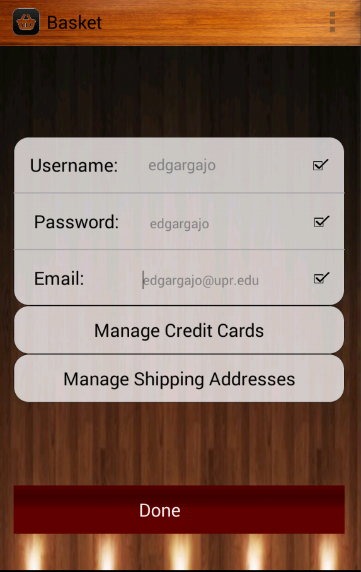 Basket
Username: edgargajo
Password: edgargajo
Email: edgargajo@upr.edu
Manage Credit Cards
Manage Shipping Addresses
Done